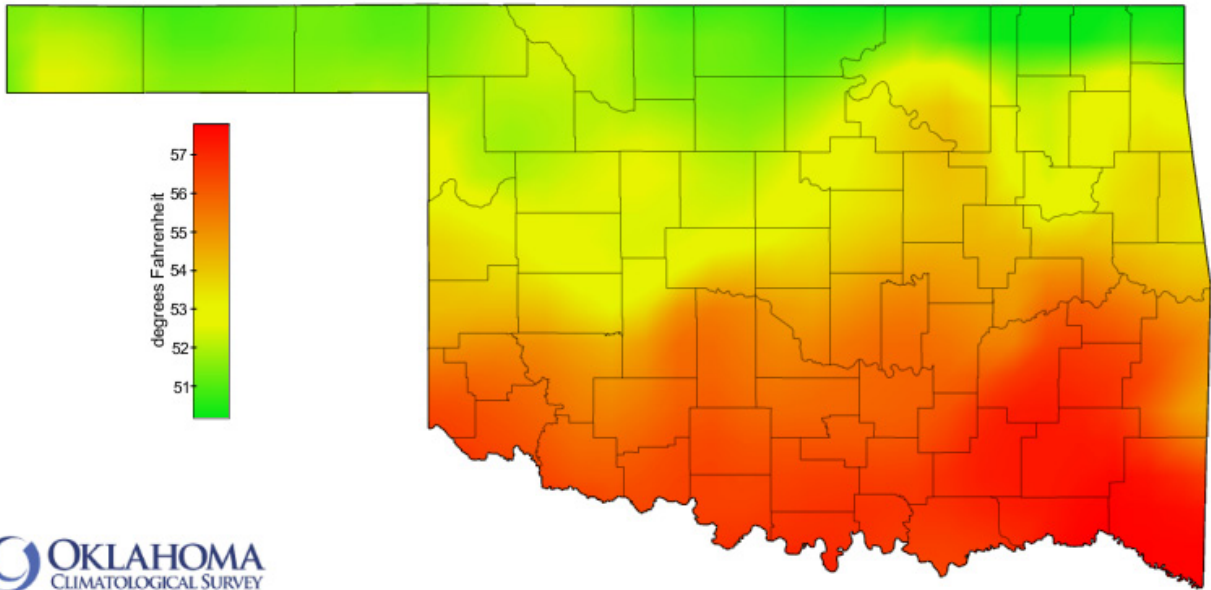 57
56
55
54
53
52
51
degrees Fahrenheit
OKLAHOMA
CLIMATOLOGICAL SURVEY